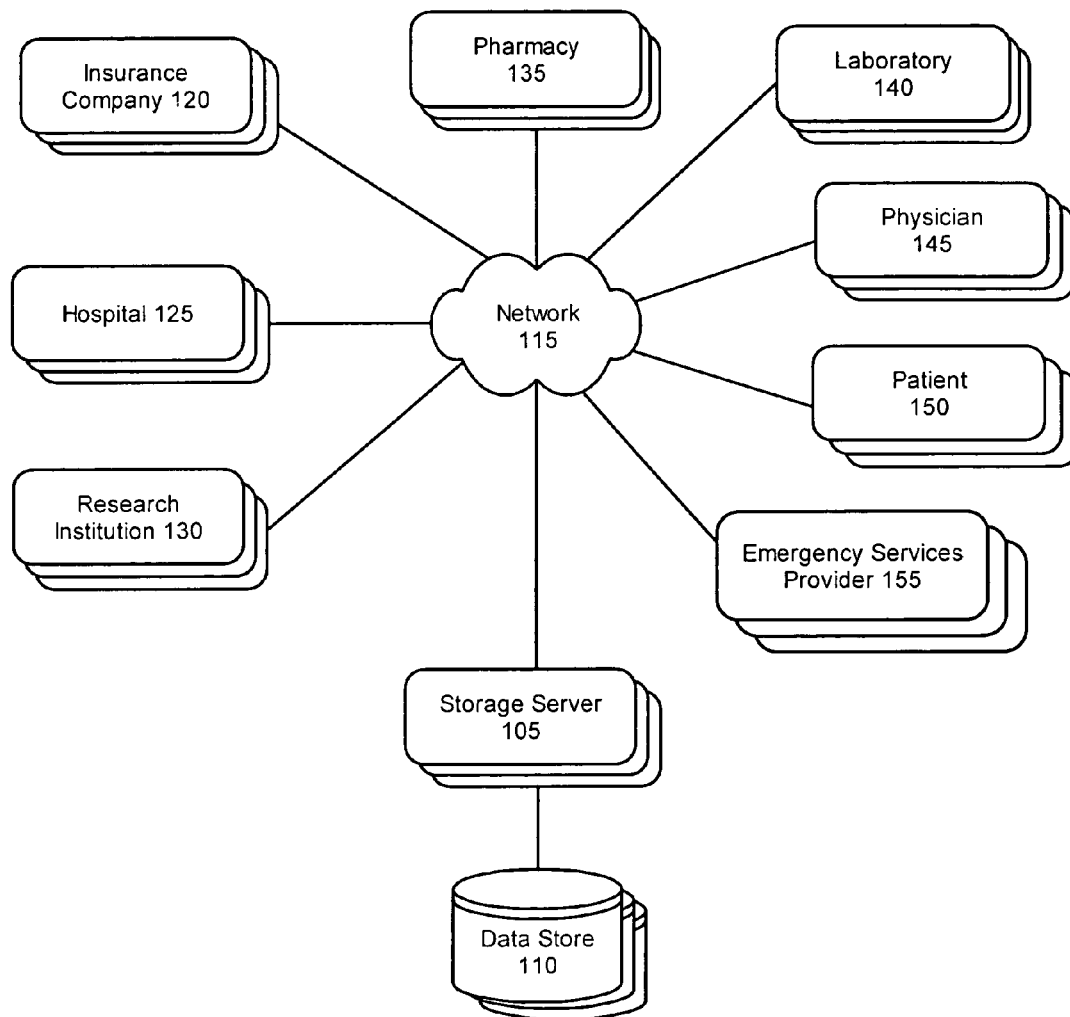 Insurance
Company 120
Pharmacy
135
Laboratory
140
Physician
145
Hospital 125
Network
115
Patient
150
Research
Institution 130
Emergency Services
Provider 155
Storage Server
105
Data Store
110